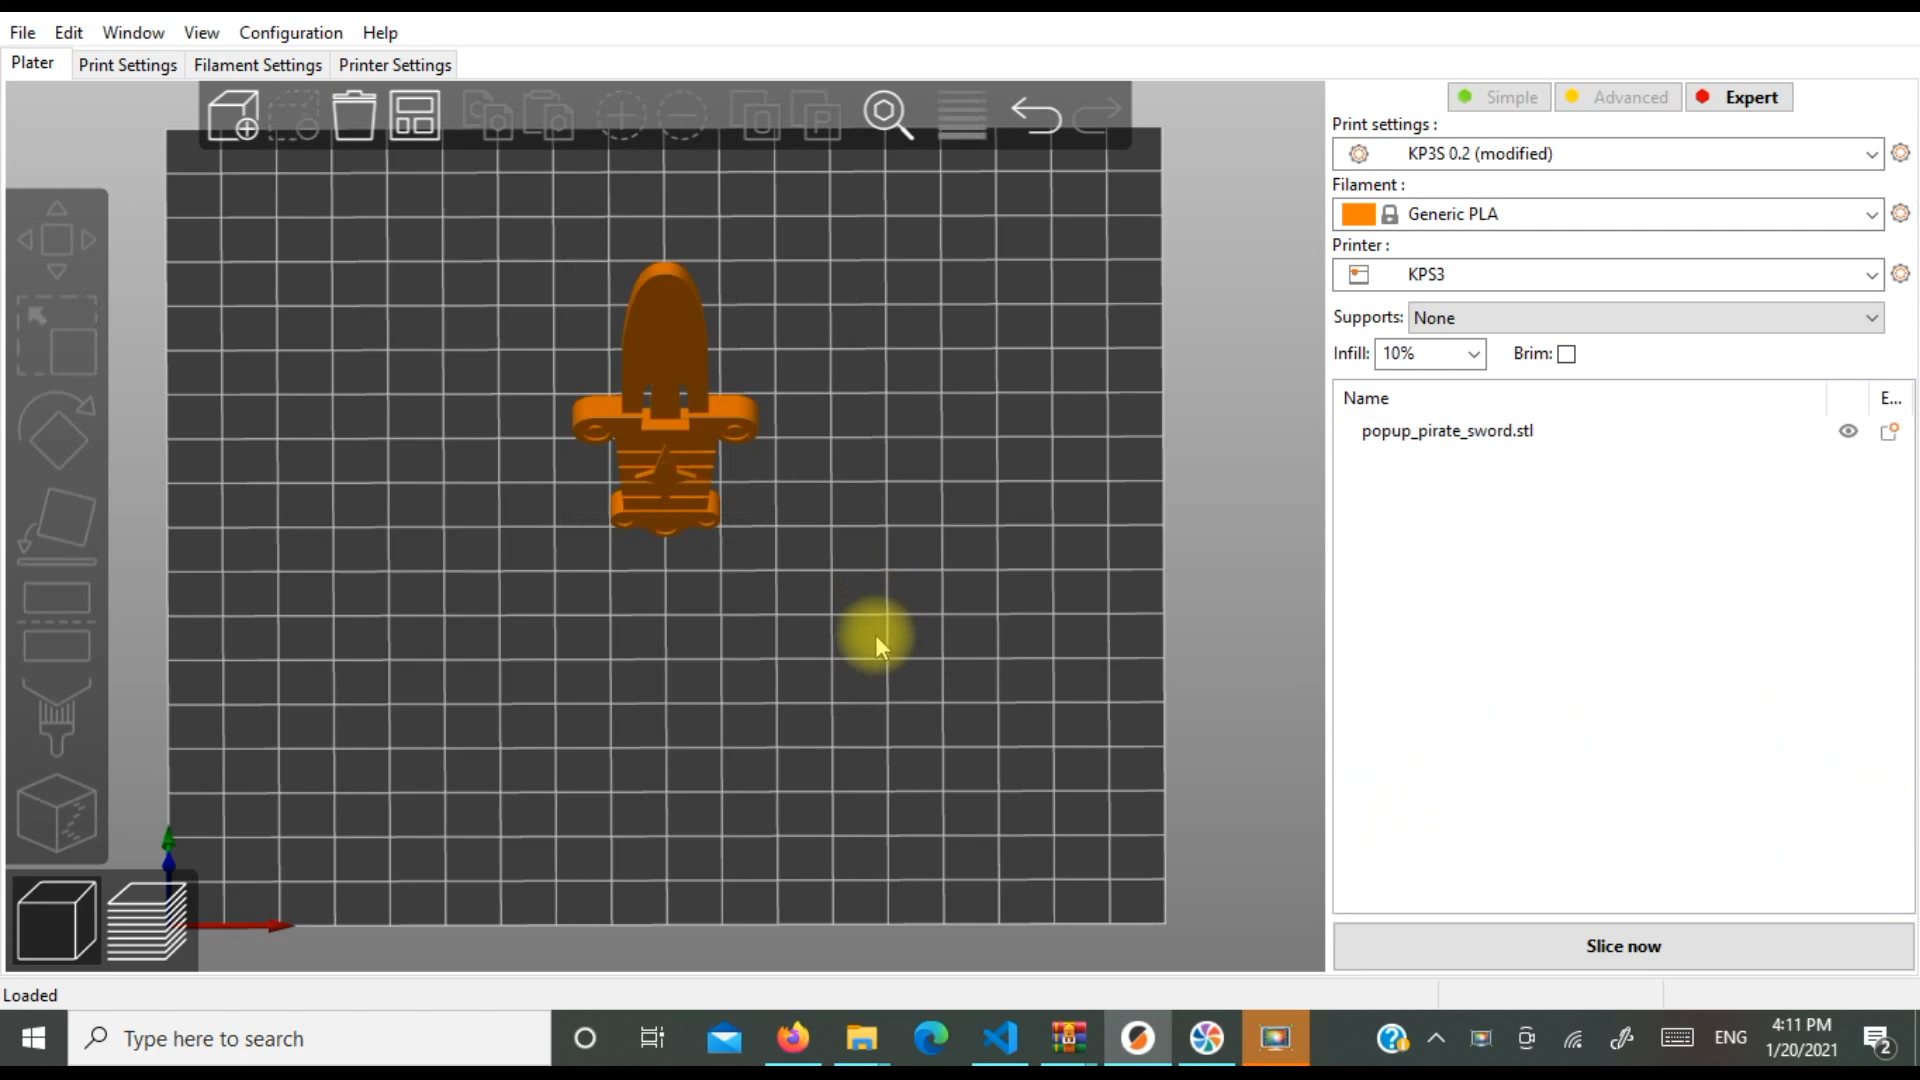 File Edit Window View Configuration Help
Plater Print Settings Filament Settings Printer Settings
Simple Advanced Expert
Print settings :
KP3S 0.2 (modified)
Filament :
Generic PLA
Printer :
KPS3
Supports: None
Infill: 10% Brim:
Name E...
popup_pirate_sword.stl
Slice now
Loaded
Type here to search
ENG
4:11 PM
1/20/2021
2